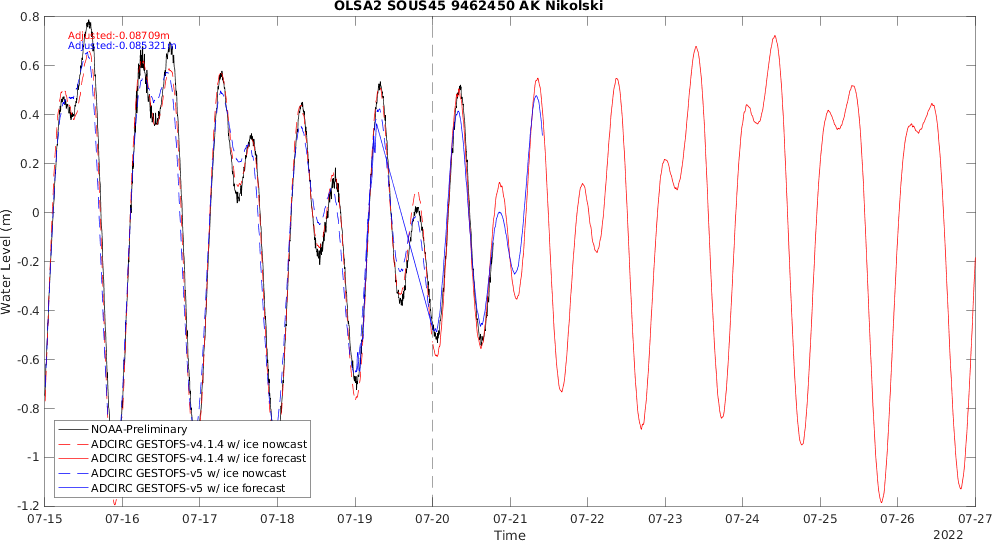 OLSA2 SOUS45 9462450 AK Nikolski
Adjusted:-0.08709m
Adjusted:-0.085321m
0.8
0.6
0.4
0.2
0
-0.2
-0.4
-0.6
-0.8
-1
-1.2
Water Level (m)
NOAA-Preliminary
ADCIRC GESTOFS-v4.1.4 w/ ice nowcast
ADCIRC GESTOFS-v4.1.4 w/ ice forecast
ADCIRC GESTOFS-v5 w/ ice nowcast
ADCIRC GESTOFS-v5 w/ ice forecast
07-15 07-16 07-17 07-18 07-19 07-20 07-21 07-22 07-23 07-24 07-25 07-26 07-27
Time
2022